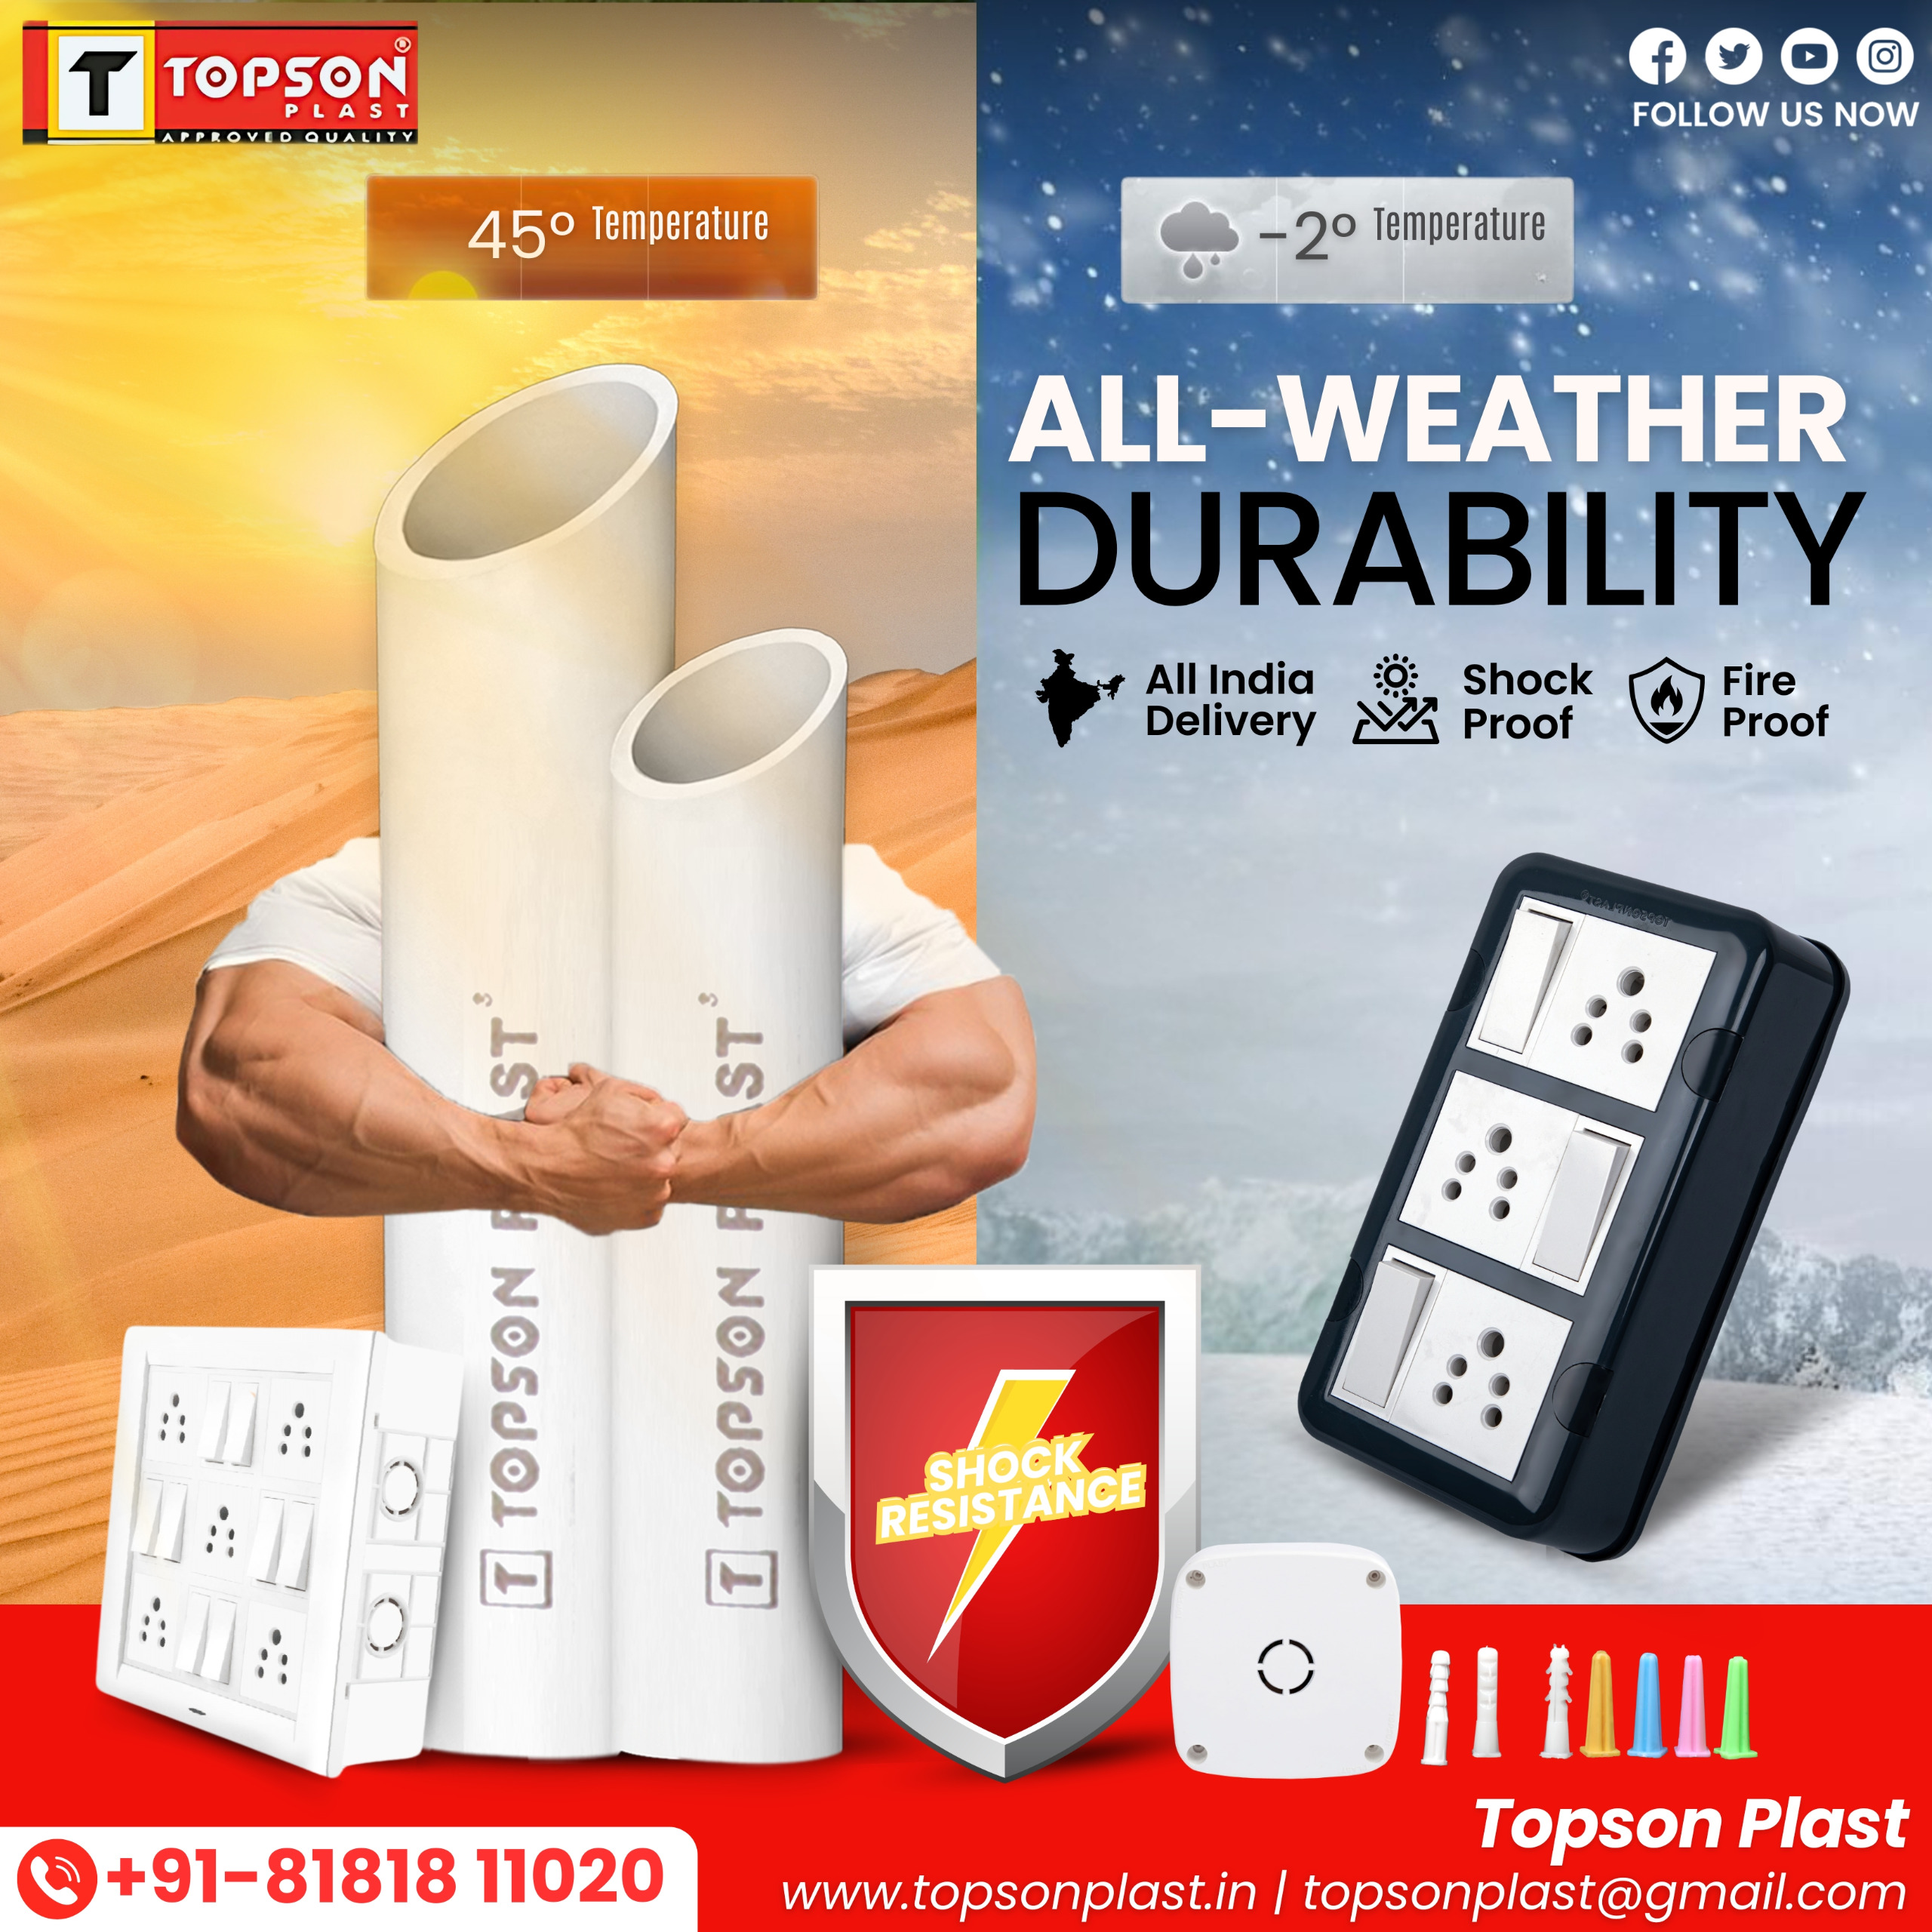 TOPSON®
PLAST
APPROVED QUALITY
FOLLOW US NOW
45° Temperature
-2° Temperature
ALL-WEATHER
DURABILITY
All India
Delivery
Shock
Proof
Fire
Proof
TOPSON
TOPSON
SHOCK
RESISTANCE
Topson Plast
+91-81818 11020
www.topsonplast.in | topsonplast@gmail.com